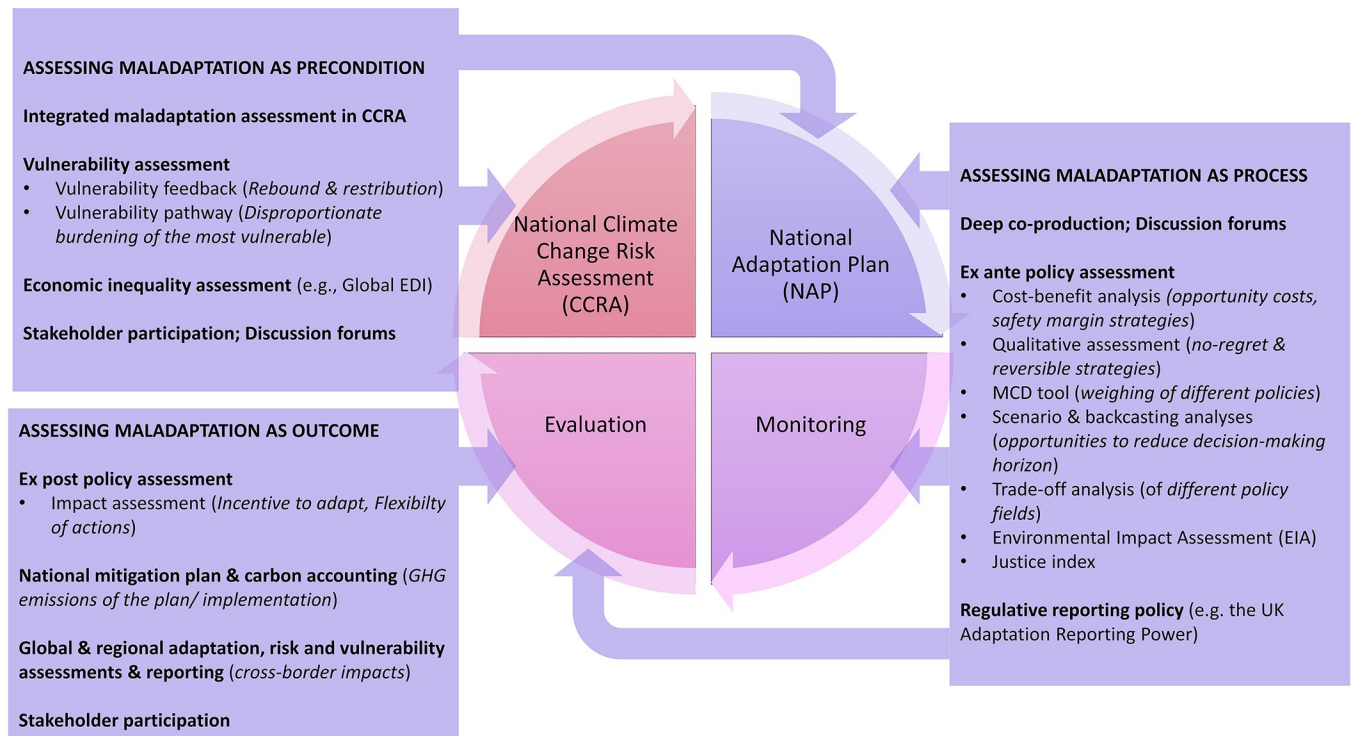 ASSESSING MALADAPTATION AS PRECONDITION
Integrated maladaptation assessment in CCRA
Vulnerability assessment
• Vulnerability feedback (Rebound & restribution)
• Vulnerability pathway (Disproportionate
burdening of the most vulnerable)
Economic inequality assessment (e.g., Global EDI)
Stakeholder participation; Discussion forums
National Climate
Change Risk
Assessment
(CCRA)
National
Adaptation Plan
(NAP)
Evaluation
Monitoring
ASSESSING MALADAPTATION AS PROCESS
Deep co-production; Discussion forums
Ex ante policy assessment
• Cost-benefit analysis (opportunity costs,
safety margin strategies)
• Qualitative assessment (no-regret &
reversible strategies)
• MCD tool (weighing of different policies)
• Scenario & backcasting analyses
(opportunities to reduce decision-making
horizon)
• Trade-off analysis (of different policy
fields)
• Environmental Impact Assessment (EIA)
• Justice index
Regulative reporting policy (e.g. the UK
Adaptation Reporting Power)
ASSESSING MALADAPTATION AS OUTCOME
Ex post policy assessment
• Impact assessment (Incentive to adapt, Flexibilty
of actions)
National mitigation plan & carbon accounting (GHG
emissions of the plan/ implementation)
Global & regional adaptation, risk and vulnerability
assessments & reporting (cross-border impacts)
Stakeholder participation